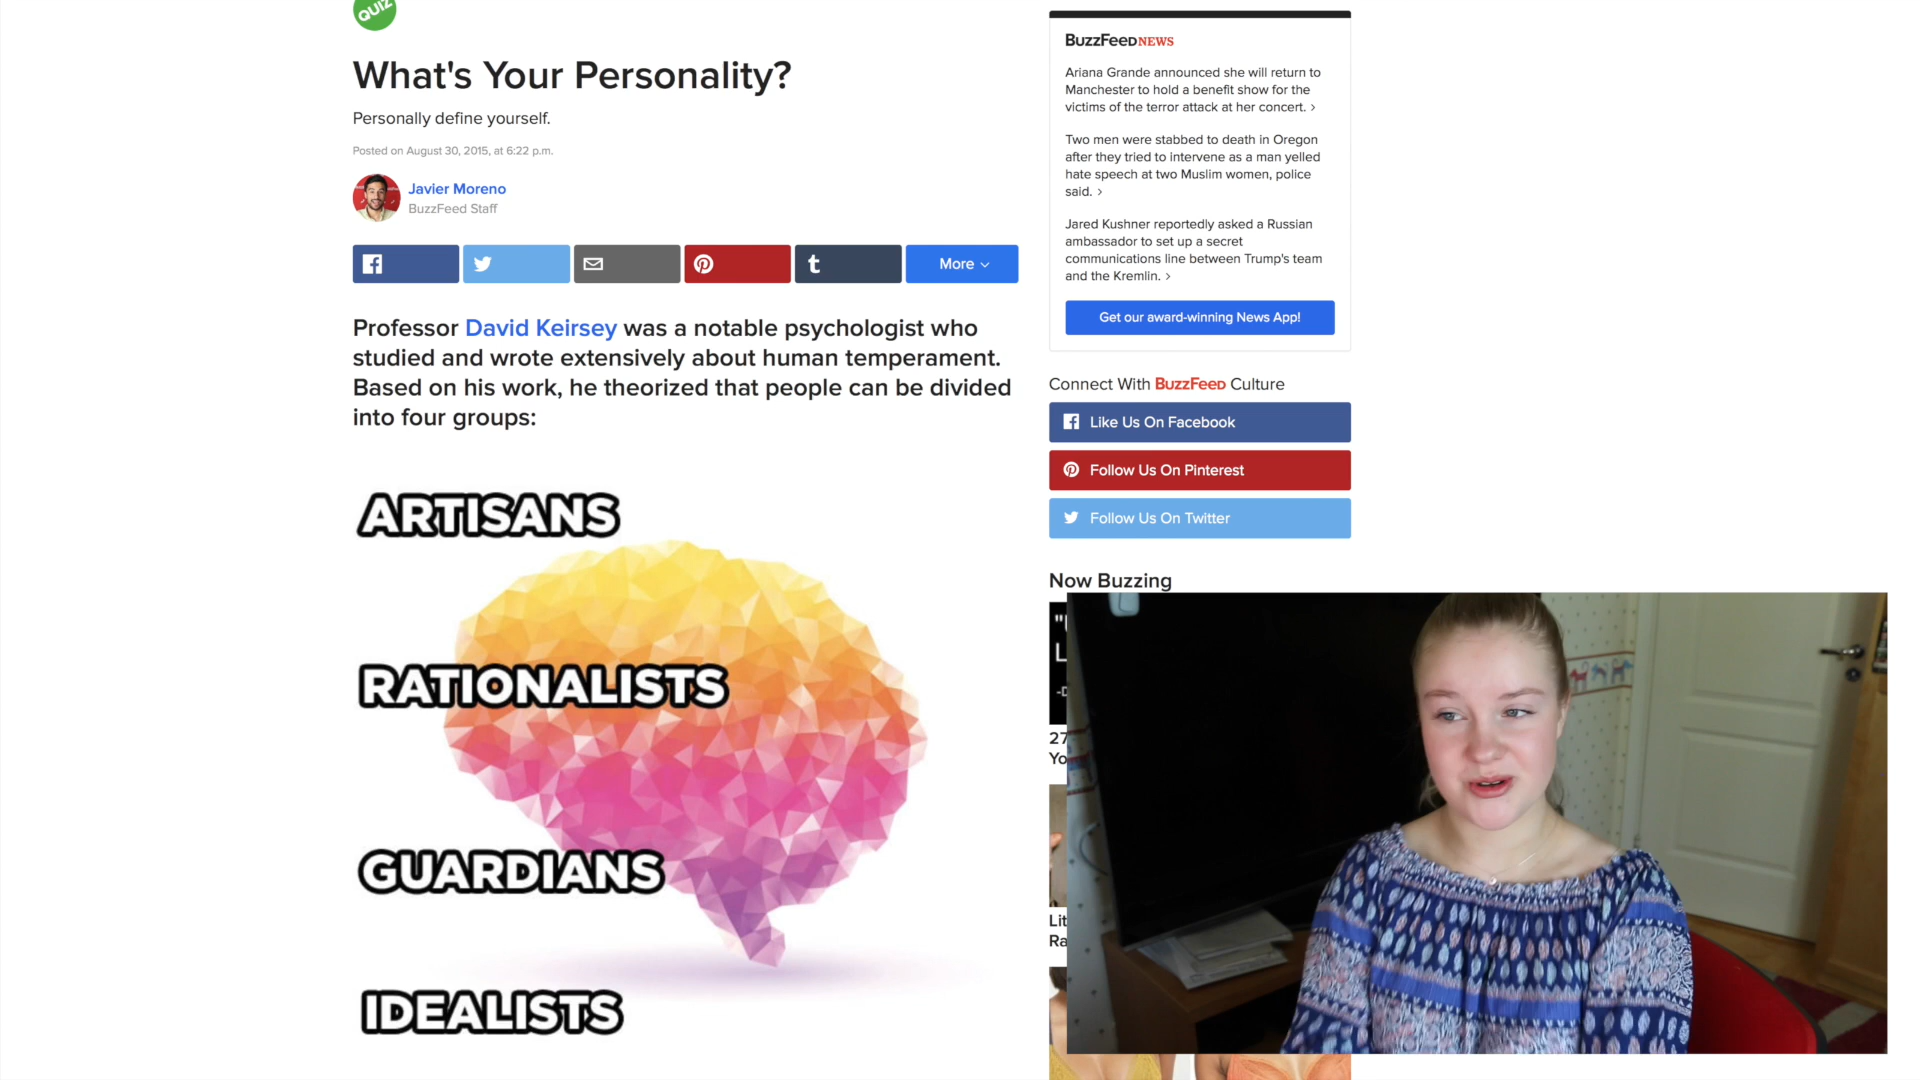 QUIZ
What's Your Personality?
Personally define yourself.
Posted on August 30, 2015, at 6:22 p.m.
Javier Moreno
BuzzFeed Staff
More
Professor David Keirsey was a notable psychologist who
studied and wrote extensively about human temperament.
Based on his work, he theorized that people can be divided
into four groups:
ARTISANS
RATIONALISTS
GUARDIANS
IDEALISTS
BuzzFeed NEWS
Ariana Grande announced she will return to
Manchester to hold a benefit show for the
victims of the terror attack at her concert. ›
Two men were stabbed to death in Oregon
after they tried to intervene as a man yelled
hate speech at two Muslim women, police
said. ›
Jared Kushner reportedly asked a Russian
ambassador to set up a secret
communications line between Trump's team
and the Kremlin. ›
Get our award-winning News App!
Connect With BuzzFeed Culture
Like Us On Facebook
Follow Us On Pinterest
Follow Us On Twitter
Now Buzzing
27
Yo
Lit
Ra